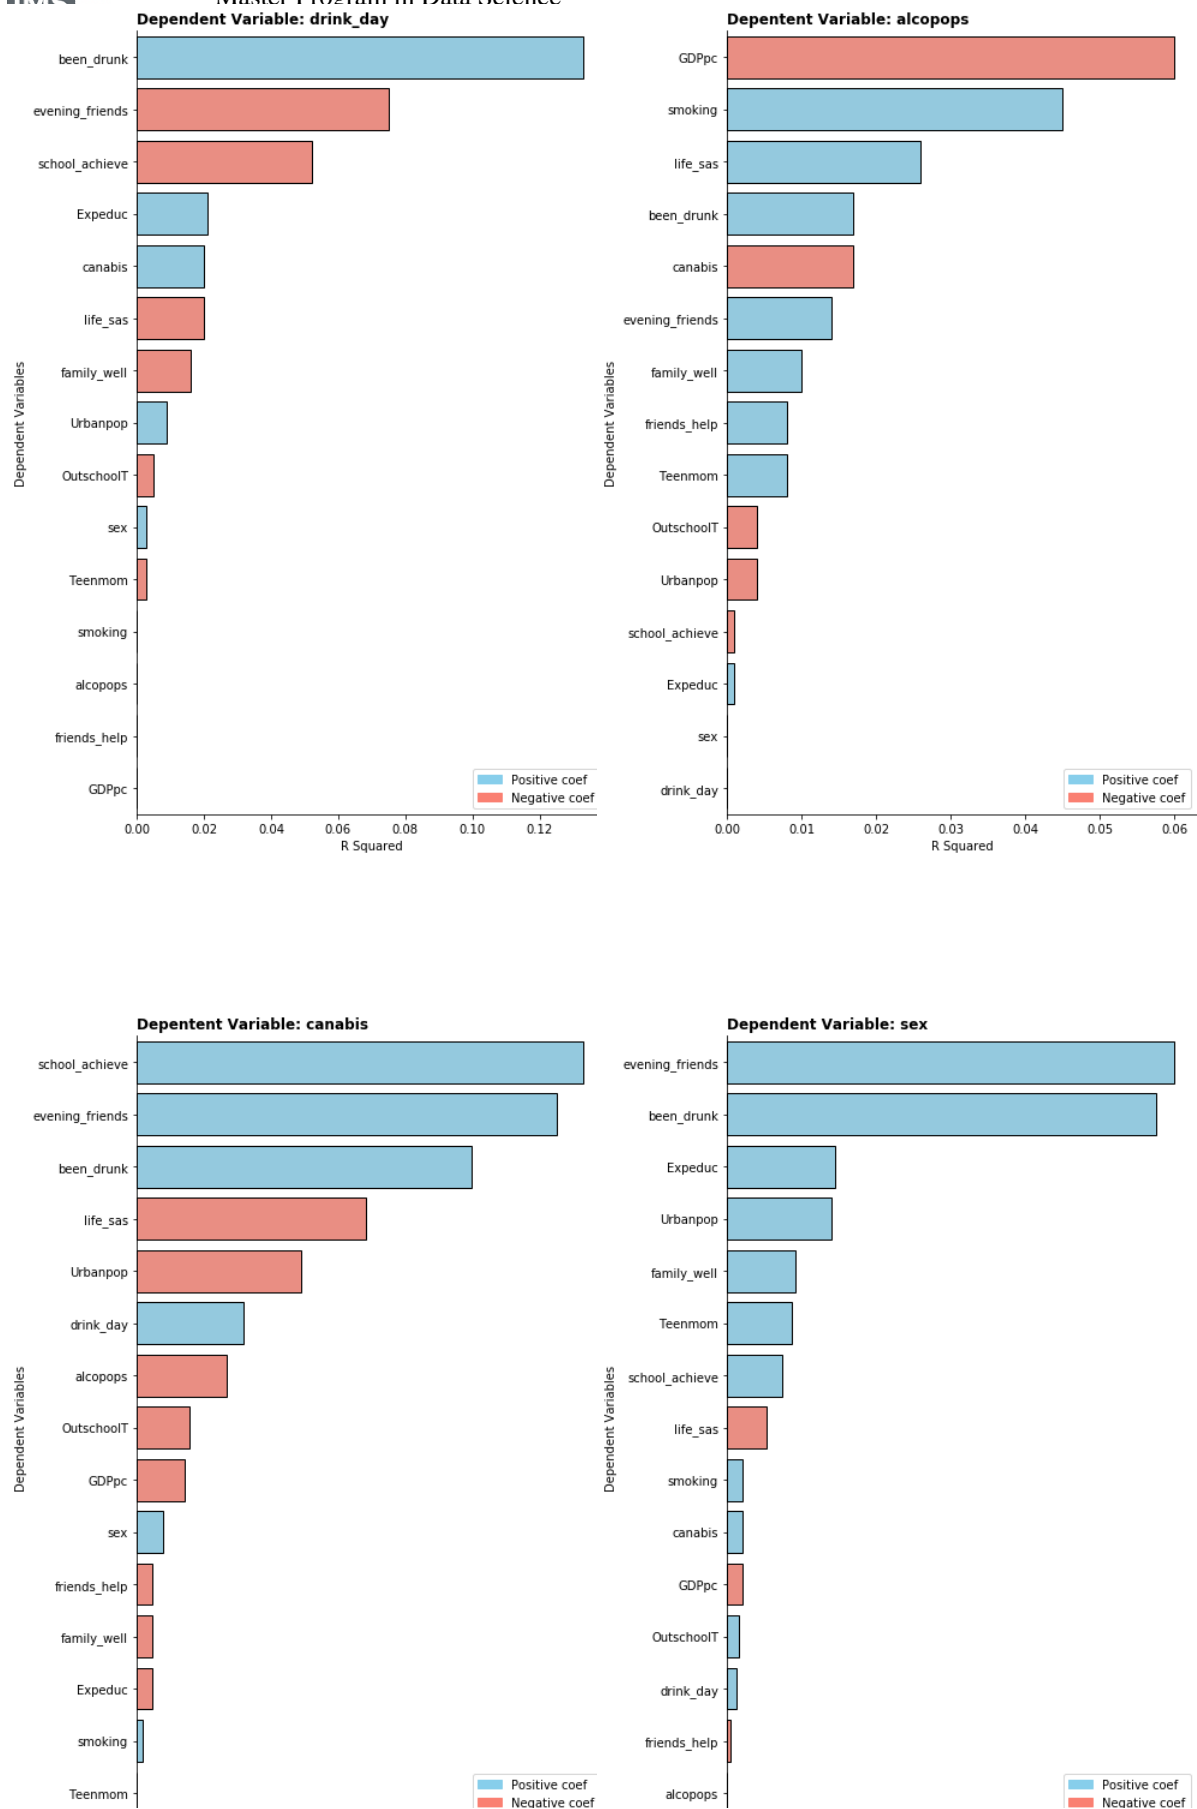 Master Program in Data Science
Dependent Variable: drink_day
been_drunk
evening_friends
school_achieve
Expeduc
canabis
life_sas
family_well
Urbanpop
OutschoolT
sex
Teenmom
smoking
alcopops
friends_help
GDPpc
Dependent Variables
Positive coef
Negative coef
0.00 0.02 0.04 0.06 0.08 0.10 0.12
R Squared
Depentent Variable: alcopops
GDPpc
smoking
life_sas
been_drunk
canabis
evening_friends
family_well
friends_help
Teenmom
OutschoolT
Urbanpop
school_achieve
Expeduc
sex
drink_day
Dependent Variables
Positive coef
Negative coef
0.00 0.01 0.02 0.03 0.04 0.05 0.06
R Squared
Depentent Variable: canabis
school_achieve
evening_friends
been_drunk
life_sas
Urbanpop
drink_day
alcopops
OutschoolT
GDPpc
sex
friends_help
family_well
Expeduc
smoking
Teenmom
Dependent Variables
Positive coef
Negative coef
Dependent Variable: sex
evening_friends
been_drunk
Expeduc
Urbanpop
family_well
Teenmom
school_achieve
life_sas
smoking
canabis
GDPpc
OutschoolT
drink_day
friends_help
alcopops
Dependent Variables
Positive coef
Negative coef